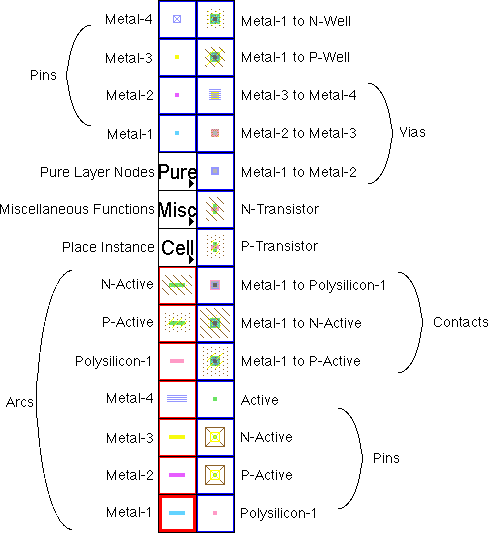 Metal-4 Metal-1 to N-Well
Metal-3 Metal-1 to P-Well
Pins
Metal-2 Metal-3 to Metal-4
Metal-1 Metal-2 to Metal-3
Vias
Pure Layer Nodes Pure Metal-1 to Metal-2
Miscellaneous Functions Misc N-Transistor
Place Instance Cell P-Transistor
N-Active Metal-1 to Polysilicon-1
P-Active Metal-1 to N-Active
Contacts
Polysilicon-1 Metal-1 to P-Active
Arcs
Metal-4 Active
Metal-3 N-Active
Pins
Metal-2 P-Active
Metal-1 Polysilicon-1